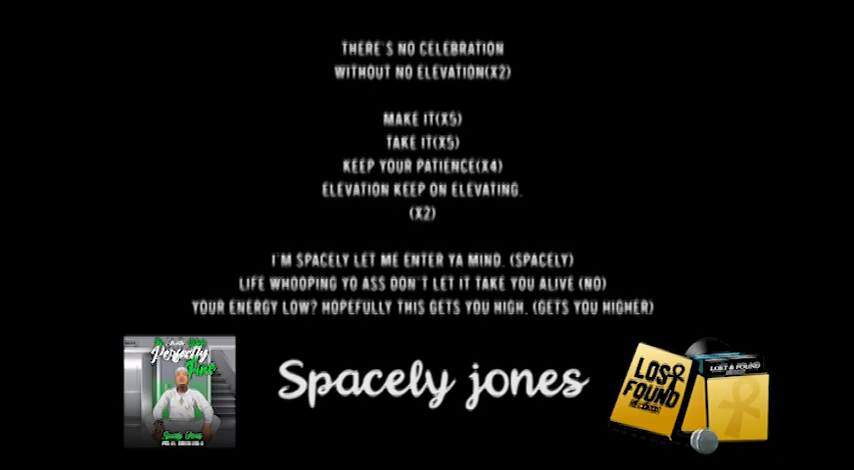 THERE'S NO CELEBRATION
WITHOUT NO ELEVATION(X2)
MAKE IT(X5)
TAKE IT(X5)
KEEP YOUR PATIENCE(X4)
ELEVATION KEEP ON ELEVATING.
(X2)
I'M SPACELY LET ME ENTER YA MIND. (SPACELY)
LIFE WHOOPING YO ASS DON'T LET IT TAKE YOU ALIVE (NO)
YOUR ENERGY LOW? HOPEFULLY THIS GETS YOU HIGH. (GETS YOU HIGHER)
Perfectly
Fine
Spacely Jones
Spacely jones
LOST
FOUND
LOST & FOUND